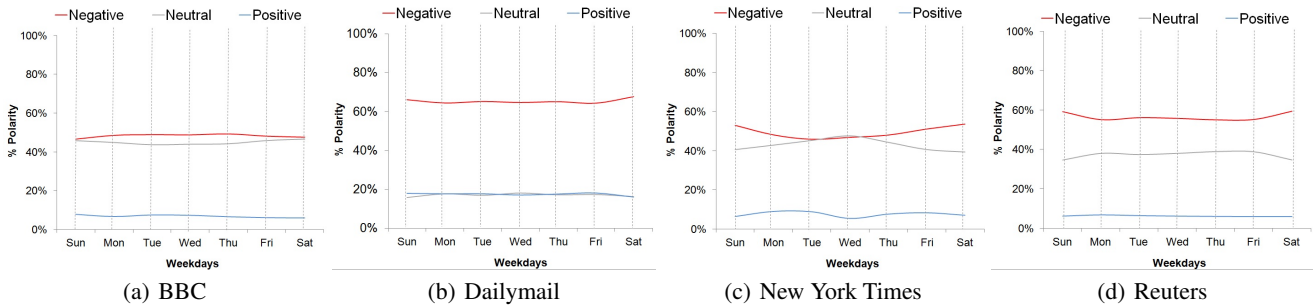 Negative Neutral Positive
100%
80%
60%
40%
20%
0%
% Polarity
Sun Mon Tue Wed Thu Fri Sat
Weekdays
(a) BBC
Negative Neutral Positive
100%
80%
60%
40%
20%
0%
% Polarity
Sun Mon Tue Wed Thu Fri Sat
Weekdays
(b) Dailymail
Negative Neutral Positive
100%
80%
60%
40%
20%
0%
% Polarity
Sun Mon Tue Wed Thu Fri Sat
Weekdays
(c) New York Times
Negative Neutral Positive
100%
80%
60%
40%
20%
0%
% Polarity
Sun Mon Tue Wed Thu Fri Sat
Weekdays
(d) Reuters